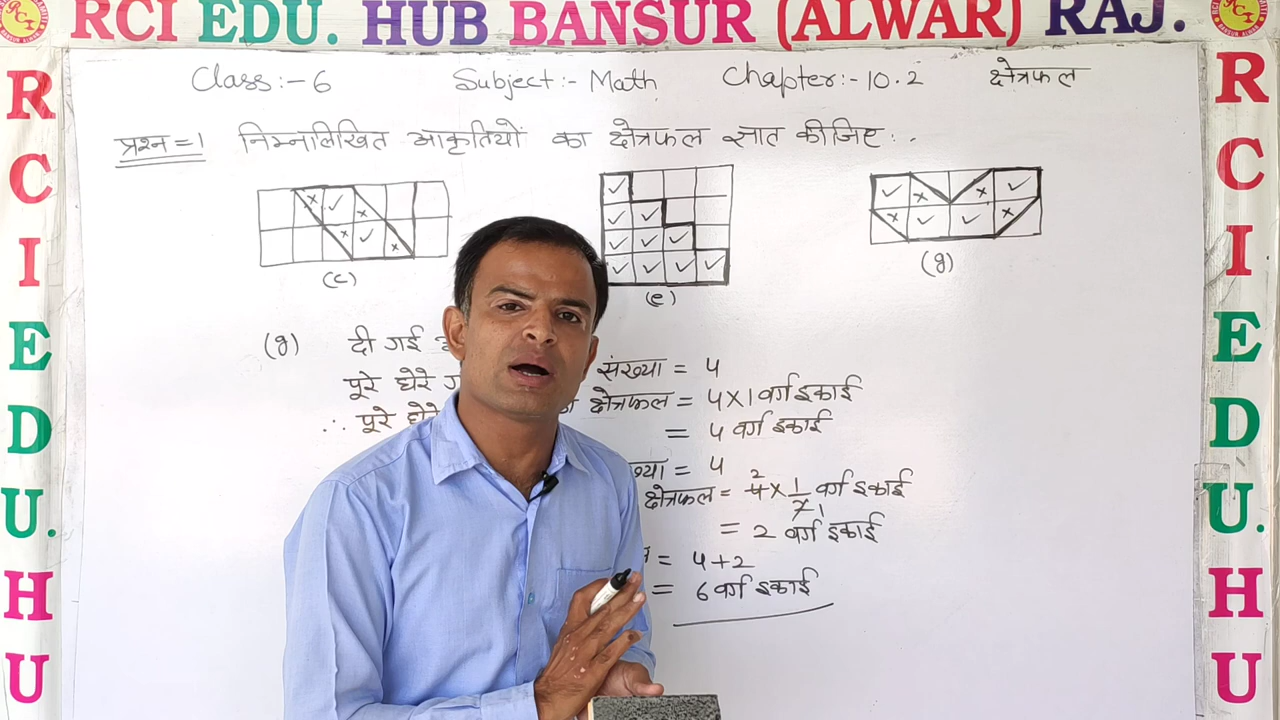 RCI EDU. HUB BANSUR (ALWAR) RAJ.
R C I E D U. H U
R C I E D U. H U
Class:- 6 Subject:- Math Chapter:- 10.2 क्षेत्रफल
प्रश्न = 1 निम्नलिखित आकृतियों का क्षेत्रफल ज्ञात कीजिए :.
(c) (e) (g)
(g) दी गई
पूरे घेरे संख्या = 4
∴ पूरे घेरे क्षेत्रफल = 4 X 1 वर्ग इकाई
= 4 वर्ग इकाई
= 4
क्षेत्रफल = 4 2 X 1/2 1 वर्ग इकाई
= 2 वर्ग इकाई
= 4+2
= 6 वर्ग इकाई